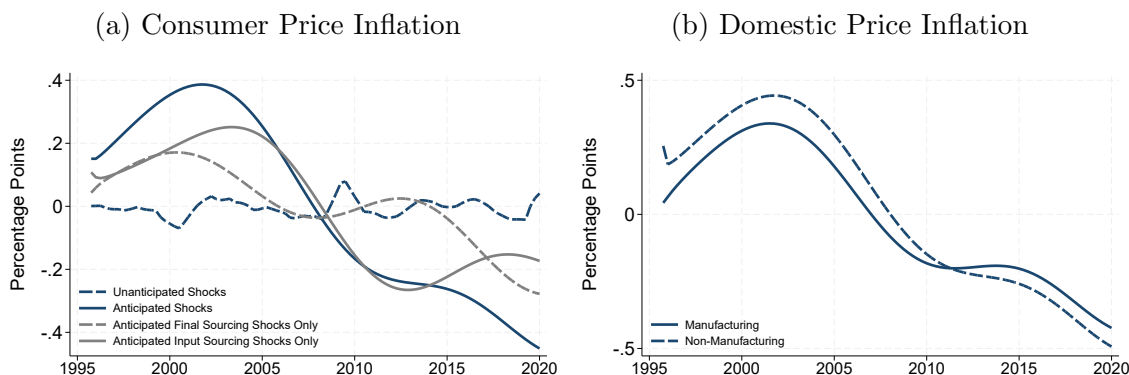 (a) Consumer Price Inflation
Percentage Points
.4
.2
0
-.2
-.4
Unanticipated Shocks
Anticipated Shocks
Anticipated Final Sourcing Shocks Only
Anticipated Input Sourcing Shocks Only
1995 2000 2005 2010 2015 2020
(b) Domestic Price Inflation
Percentage Points
.5
0
-.5
Manufacturing
Non-Manufacturing
1995 2000 2005 2010 2015 2020